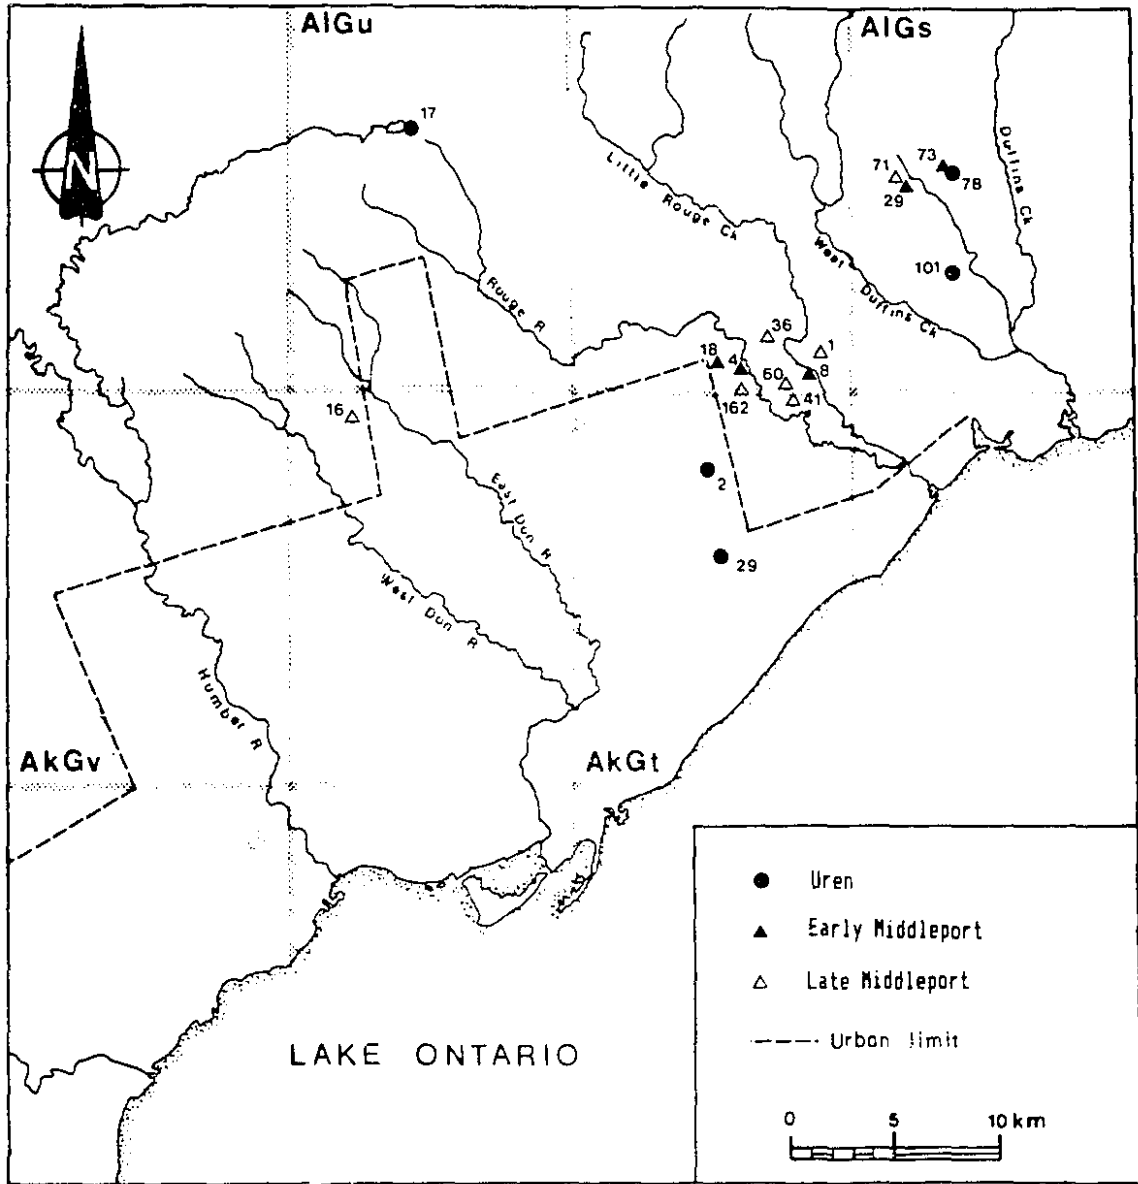 AlGu
AlGs
N
17
Little Rouge Ck
Duffins Ck
73
71
78
29
101
West Duffins Ck
Rouge R
36
1
18
4
8
60
41
162
16
2
East Don R
29
West Don R
Humber R
AkGv
AkGt
Uren
Early Middleport
Late Middleport
Urban limit
LAKE ONTARIO
0 5 10 km